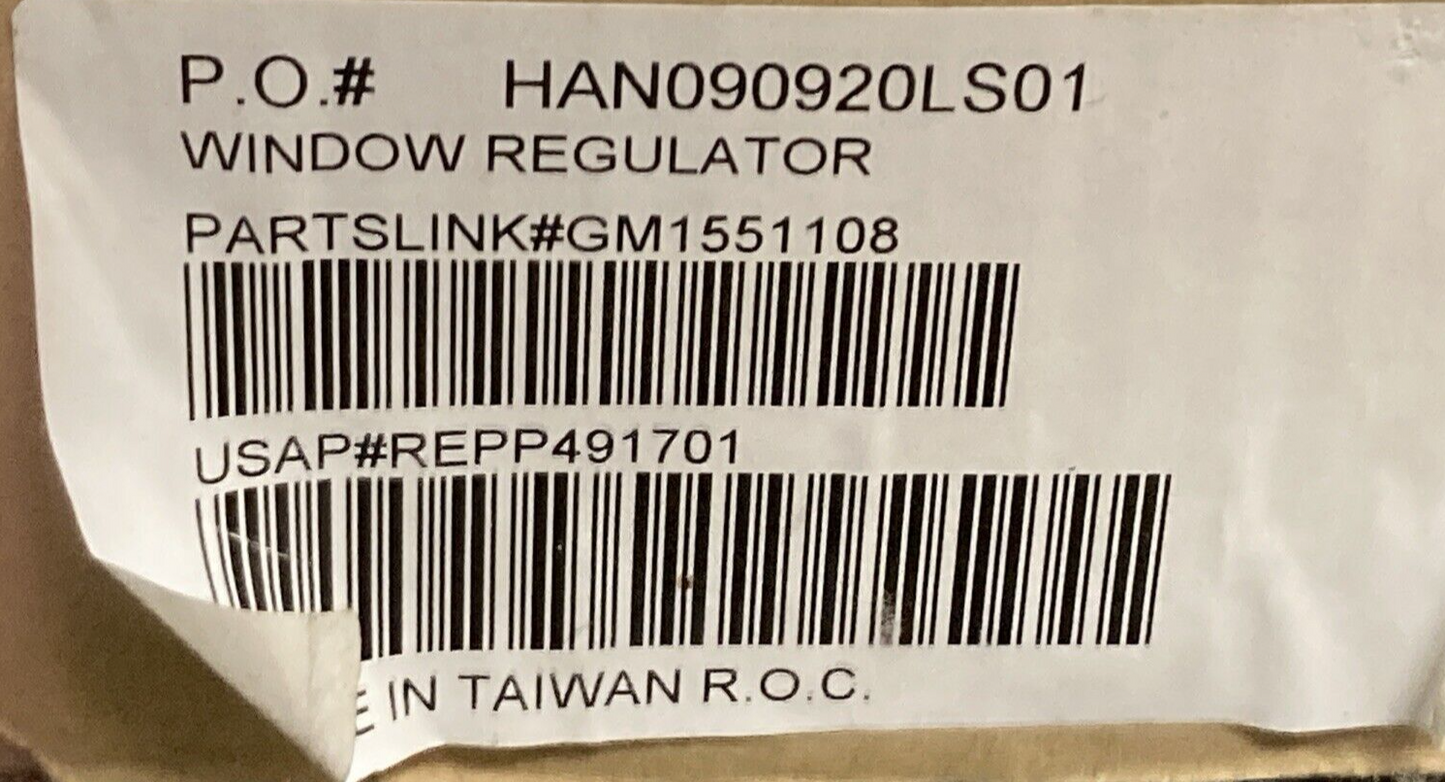 P.O.# HAN090920LS01
WINDOW REGULATOR
PARTSLINK#GM1551108
USAP#REPP491701
IN TAIWAN R.O.C.